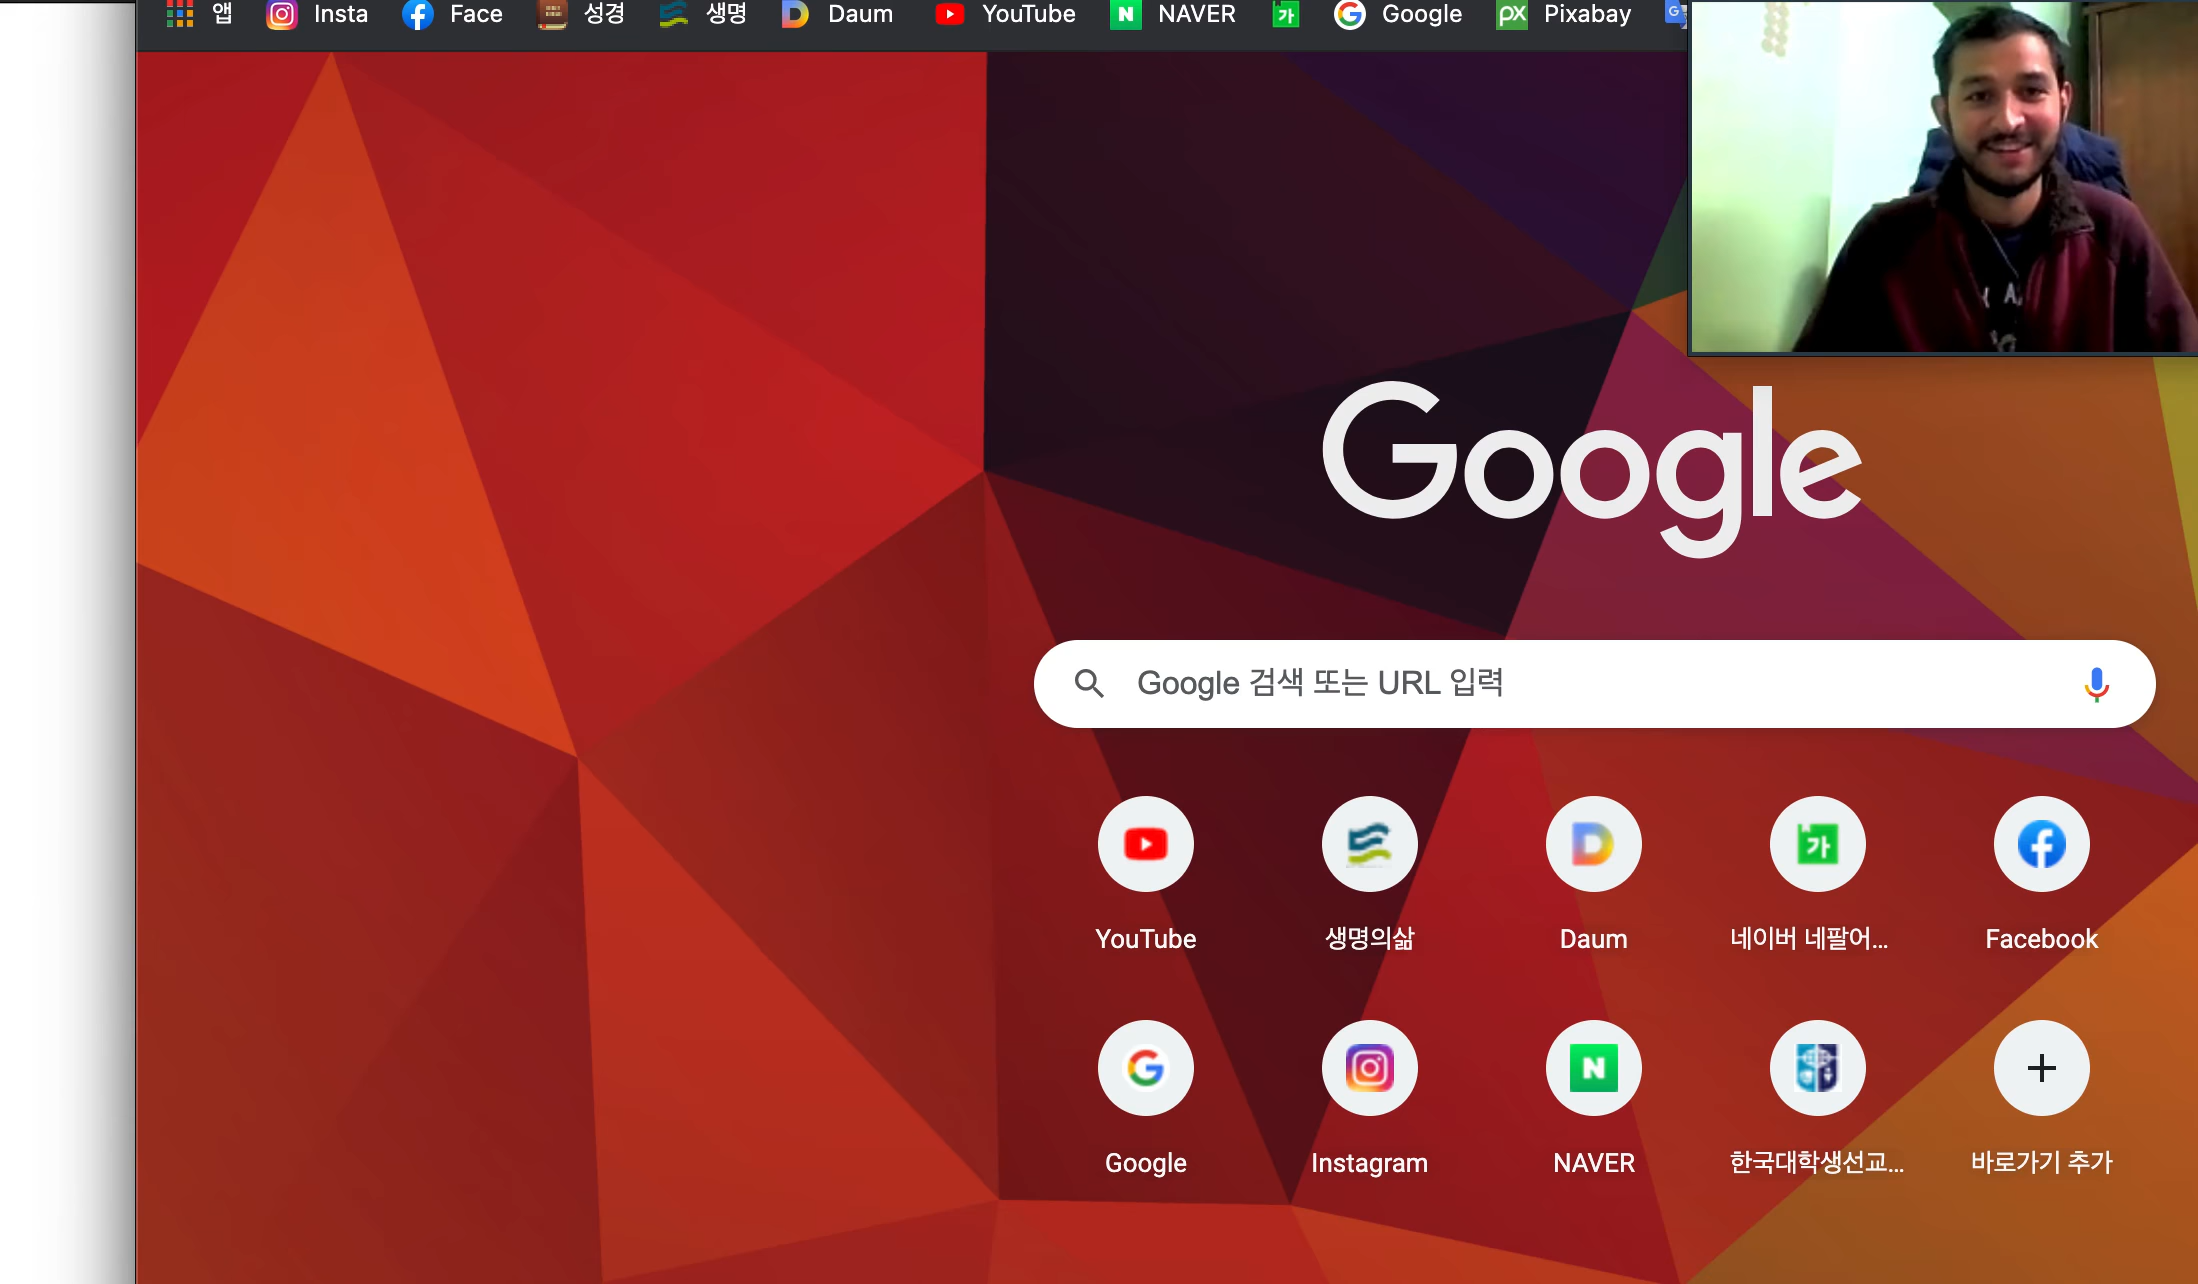 앱 Insta Face 성경 생명 Daum YouTube NAVER 가 Google px Pixabay
Google
Google 검색 또는 URL 입력
YouTube 생명의삶 Daum 네이버 네팔어... Facebook
Google Instagram NAVER 한국대학생선교... 바로가기 추가